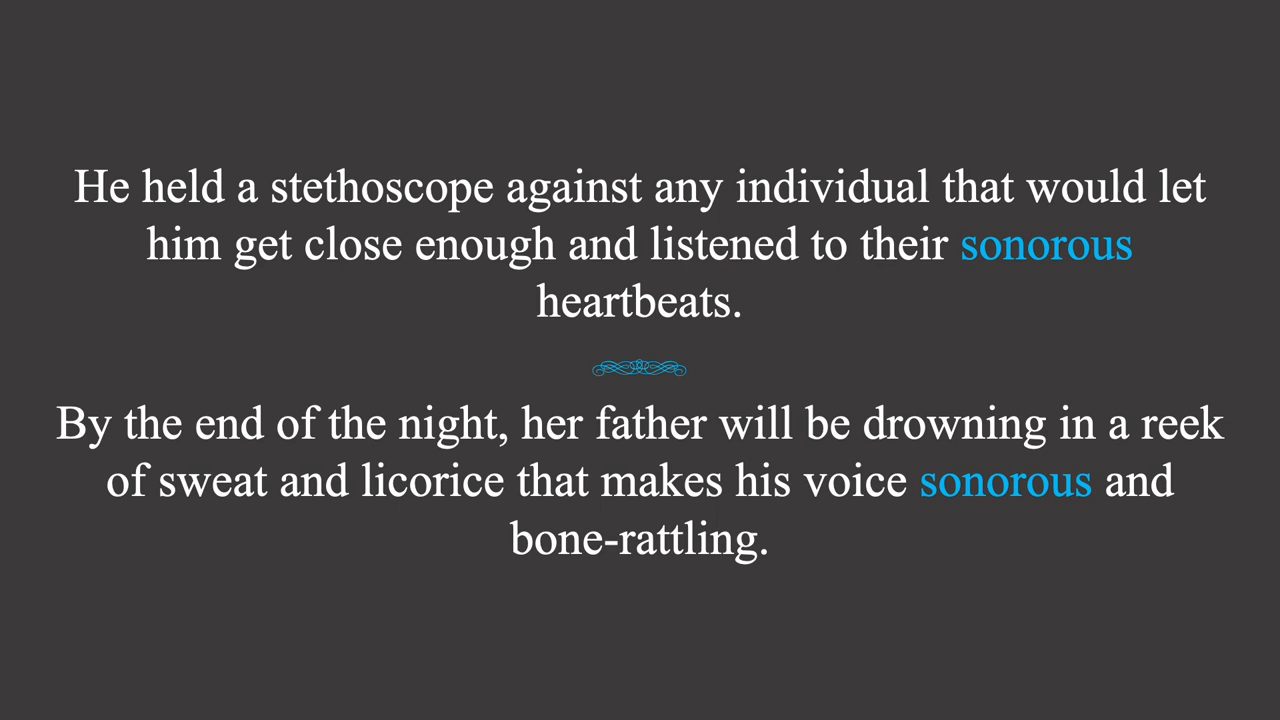 He held a stethoscope against any individual that would let
him get close enough and listened to their sonorous
heartbeats.
By the end of the night, her father will be drowning in a reek
of sweat and licorice that makes his voice sonorous and
bone-rattling.